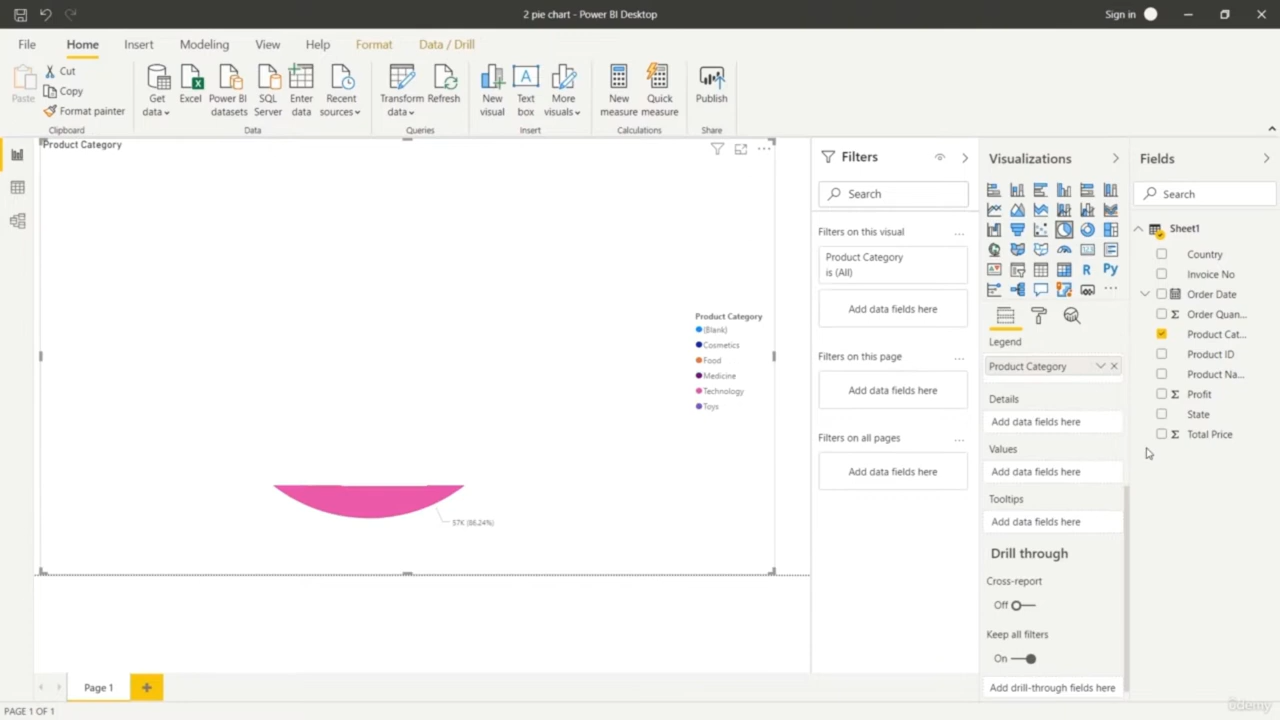 2 pie chart - Power BI Desktop
Sign in
File Home Insert Modeling View Help Format Data / Drill
Paste
Cut
Copy
Format painter
Clipboard
Get data
Excel
Power BI datasets
SQL Server
Enter data
Recent sources
Data
Transform data
Refresh
Queries
New visual
Text box
More visuals
Insert
New measure
Quick measure
Calculations
Publish
Share
Product Category
Product Category
(Blank)
Cosmetics
Food
Medicine
Technology
Toys
57K (86.24%)
Filters
Search
Filters on this visual
...
Product Category
is (All)
Add data fields here
Filters on this page
...
Add data fields here
Filters on all pages
...
Add data fields here
Visualizations
R
Py
...
Legend
Product Category
Details
Add data fields here
Values
Add data fields here
Tooltips
Add data fields here
Drill through
Cross-report
Off
Keep all filters
On
Add drill-through fields here
Fields
Search
Sheet1
Country
Invoice No
Order Date
Σ Order Quan...
Product Cat...
Product ID
Product Na...
Σ Profit
State
Σ Total Price
Page 1
PAGE 1 OF 1
ûdemy